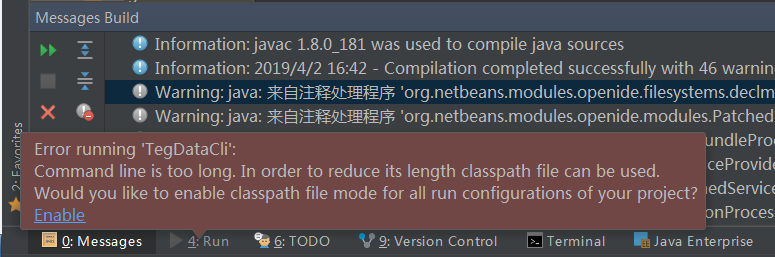 Messages Build
Information: javac 1.8.0_181 was used to compile java sources
Information: 2019/4/2 16:42 - Compilation completed successfully with 46 warnin
Warning: java: 来自注释处理程序 'org.netbeans.modules.openide.filesystems.declm
Warning: java: 来自注释处理程序 'org.netbeans.modules.openide.modules.Patched
undleProc
Error running 'TegDataCli':
viceProvide
Command line is too long. In order to reduce its length classpath file can be used.
nedService
Would you like to enable classpath file mode for all run configurations of your project?
onProces
Enable
2: Favorites
0: Messages
4: Run
6: TODO
9: Version Control
Terminal
Java Enterprise